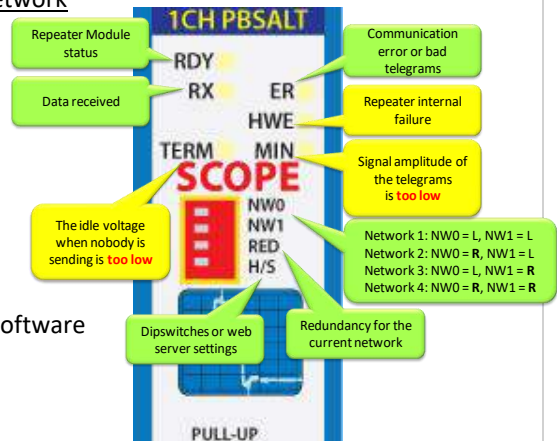 etwork
1CH PBSALT
Repeater Module
status
Communication
error or bad
telegrams
RDY
RX
ER
Data received
HWE
Repeater internal
failure
TERM
MIN
Signal amplitude of
the telegrams
is too low
SCOPE
The idle voltage
when nobody is
sending is too low
NW0
NW1
RED
H/S
Network 1: NW0 = L, NW1 = L
Network 2: NW0 = R, NW1 = L
Network 3: NW0 = L, NW1 = R
Network 4: NW0 = R, NW1 = R
oftware
Dipswitches or web
server settings
Redundancy for the
current network
PULL-UP